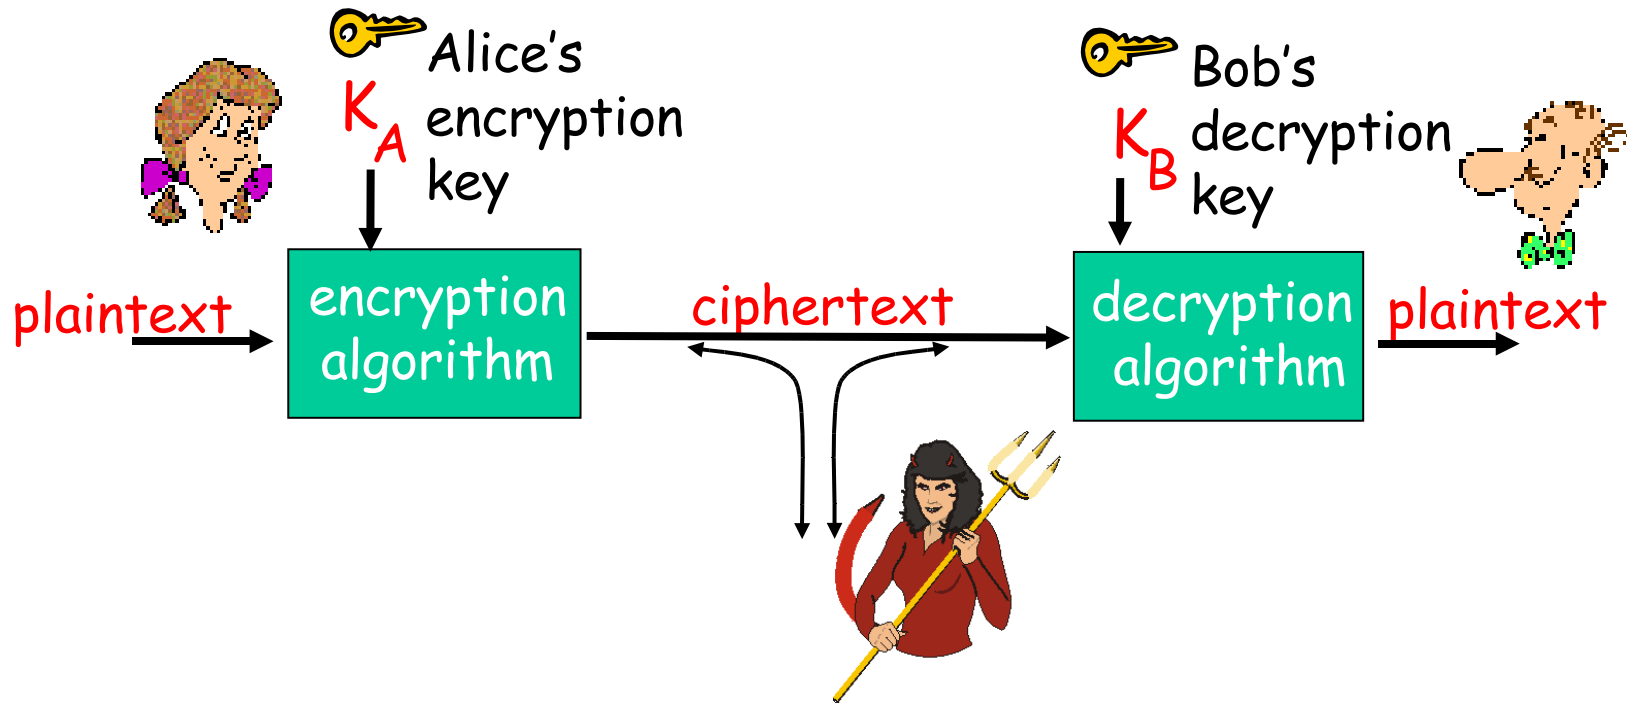 Alice's
encryption
key
K
A
Bob's
decryption
key
K
B
plaintext
encryption
algorithm
ciphertext
decryption
algorithm
plaintext